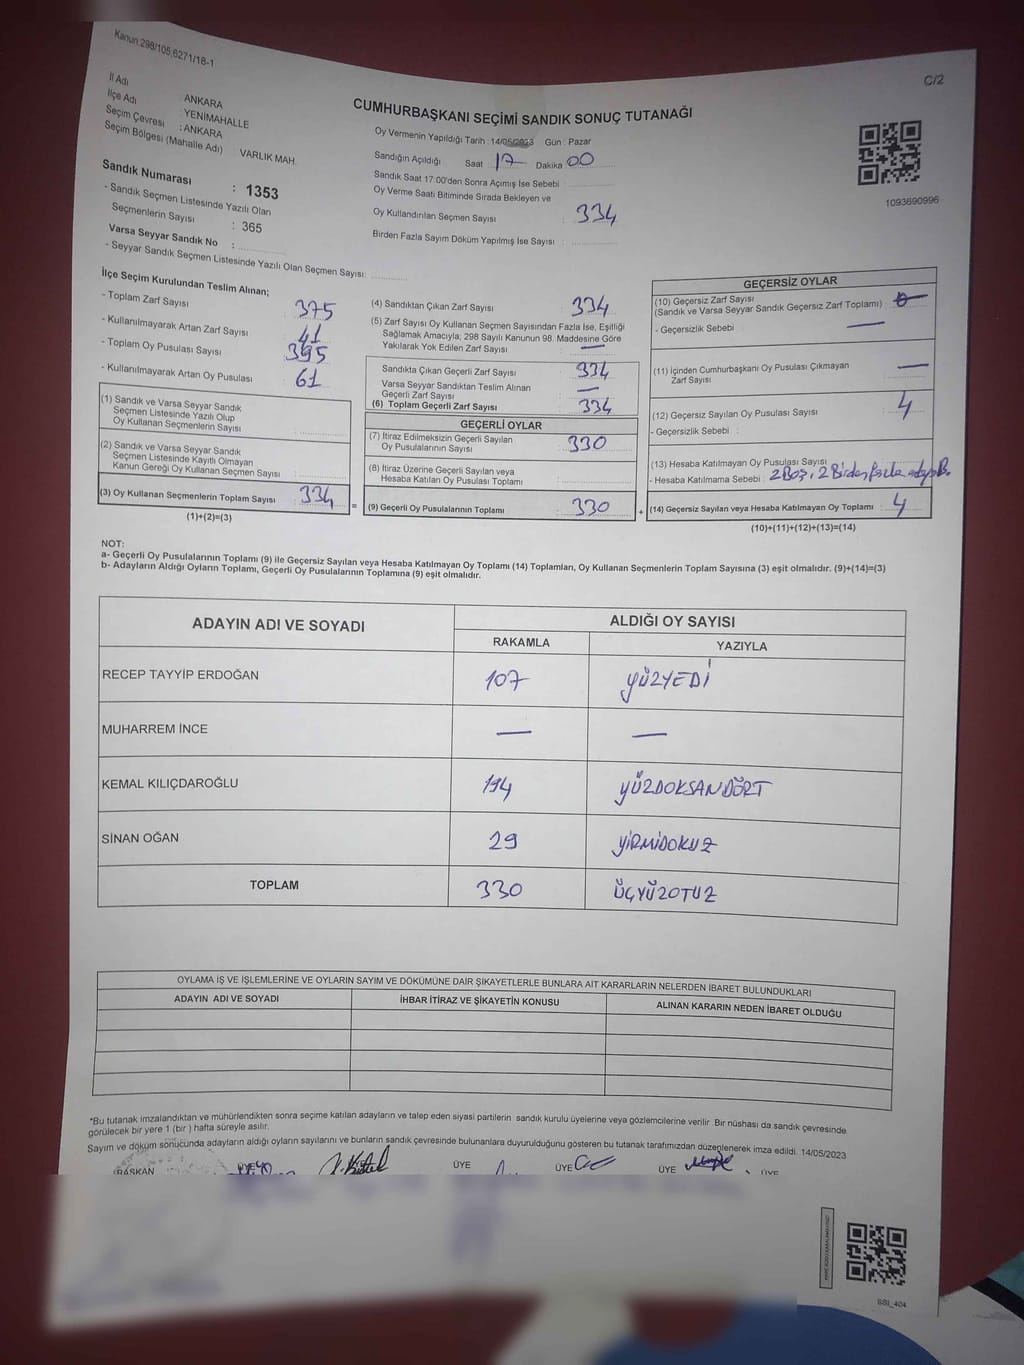 Kanun 298/105,6271/18-1
C/2
İl Adı ANKARA
İlçe Adı YENİMAHALLE
Seçim Çevresi : ANKARA
Seçim Bölgesi (Mahalle Adı) VARLIK MAH.
CUMHURBAŞKANI SEÇİMİ SANDIK SONUÇ TUTANAĞI
Oy Vermenin Yapıldığı Tarih : 14/05/2023 Gün : Pazar
Sandığın Açıldığı Saat : 17 Dakika : 00
Sandık Saat 17:00'den Sonra Açımış İse Sebebi :
Oy Verme Saati Bitiminde Sırada Bekleyen ve
Oy Kullandırılan Seçmen Sayısı : 334
Birden Fazla Sayım Döküm Yapılmış İse Sayısı :
1093690996
Sandık Numarası : 1353
- Sandık Seçmen Listesinde Yazılı Olan
Seçmenlerin Sayısı : 365
Varsa Seyyar Sandık No :
- Seyyar Sandık Seçmen Listesinde Yazılı Olan Seçmen Sayısı:
İlçe Seçim Kurulundan Teslim Alınan;
- Toplam Zarf Sayısı 375
- Kullanılmayarak Artan Zarf Sayısı 41
- Toplam Oy Pusulası Sayısı 395
- Kullanılmayarak Artan Oy Pusulası 61
(1) Sandık ve Varsa Seyyar Sandık
Seçmen Listesinde Yazılı Olup
Oy Kullanan Seçmenlerin Sayısı
(2) Sandık ve Varsa Seyyar Sandık
Seçmen Listesinde Kayıtlı Olmayan
Kanun Gereği Oy Kullanan Seçmen Sayısı :
(3) Oy Kullanan Seçmenlerin Toplam Sayısı : 334
(1)+(2)=(3)
(4) Sandıktan Çıkan Zarf Sayısı : 334
(5) Zarf Sayısı Oy Kullanan Seçmen Sayısından Fazla İse, Eşitliği
Sağlamak Amacıyla, 298 Sayılı Kanunun 98. Maddesine Göre
Yakılarak Yok Edilen Zarf Sayısı : —
Sandıkta Çıkan Geçerli Zarf Sayısı : 334
Varsa Seyyar Sandıktan Teslim Alınan
Geçerli Zarf Sayısı : —
(6) Toplam Geçerli Zarf Sayısı : 334
GEÇERLİ OYLAR
(7) İtiraz Edilmeksizin Geçerli Sayılan
Oy Pusulalarının Sayısı : 330
(8) İtiraz Üzerine Geçerli Sayılan veya
Hesaba Katılan Oy Pusulası Toplamı :
= (9) Geçerli Oy Pusulalarının Toplamı : 330 +
GEÇERSİZ OYLAR
(10) Geçersiz Zarf Sayısı
(Sandık ve Varsa Seyyar Sandık Geçersiz Zarf Toplamı) :
- Geçersizlik Sebebi : —
(11) İçinden Cumhurbaşkanı Oy Pusulası Çıkmayan
Zarf Sayısı : —
(12) Geçersiz Sayılan Oy Pusulası Sayısı : 4
- Geçersizlik Sebebi :
(13) Hesaba Katılmayan Oy Pusulası Sayısı :
- Hesaba Katılmama Sebebi : 2 Boş, 2 Birden fazla
(14) Geçersiz Sayılan veya Hesaba Katılmayan Oy Toplamı : 4
(10)+(11)+(12)+(13)=(14)
NOT:
a- Geçerli Oy Pusulalarının Toplamı (9) ile Geçersiz Sayılan veya Hesaba Katılmayan Oy Toplamı (14) Toplamları, Oy Kullanan Seçmenlerin Toplam Sayısına (3) eşit olmalıdır. (9)+(14)=(3)
b- Adayların Aldığı Oyların Toplamı, Geçerli Oy Pusulalarının Toplamına (9) eşit olmalıdır.
ADAYIN ADI VE SOYADI ALDIĞI OY SAYISI
RAKAMLA YAZIYLA
RECEP TAYYİP ERDOĞAN 107 YÜZYEDİ
MUHARREM İNCE — —
KEMAL KILIÇDAROĞLU 194 YÜZDOKSANDÖRT
SİNAN OĞAN 29 YİRMİDOKUZ
TOPLAM 330 ÜÇYÜZOTUZ
OYLAMA İŞ VE İŞLEMLERİNE VE OYLARIN SAYIM VE DÖKÜMÜNE DAİR ŞİKAYETLERLE BUNLARA AİT KARARLARIN NELERDEN İBARET BULUNDUKLARI
ADAYIN ADI VE SOYADI İHBAR İTİRAZ VE ŞİKAYETİN KONUSU ALINAN KARARIN NEDEN İBARET OLDUĞU
*Bu tutanak imzalandıktan ve mühürlendikten sonra seçime katılan adayların ve talep eden siyasi partilerin sandık kurulu üyelerine veya gözlemcilerine verilir. Bir nüshası da sandık çevresinde
görülecek bir yere 1 (bir ) hafta süreyle asılır.
Sayım ve döküm sonucunda adayların aldığı oyların sayılarını ve bunların sandık çevresinde bulunanlara duyurulduğunu gösteren bu tutanak tarafımızdan düzenlenerek imza edildi. 14/05/2023
BAŞKAN ÜYE ÜYE ÜYE ÜYE ÜYE
SSI_404